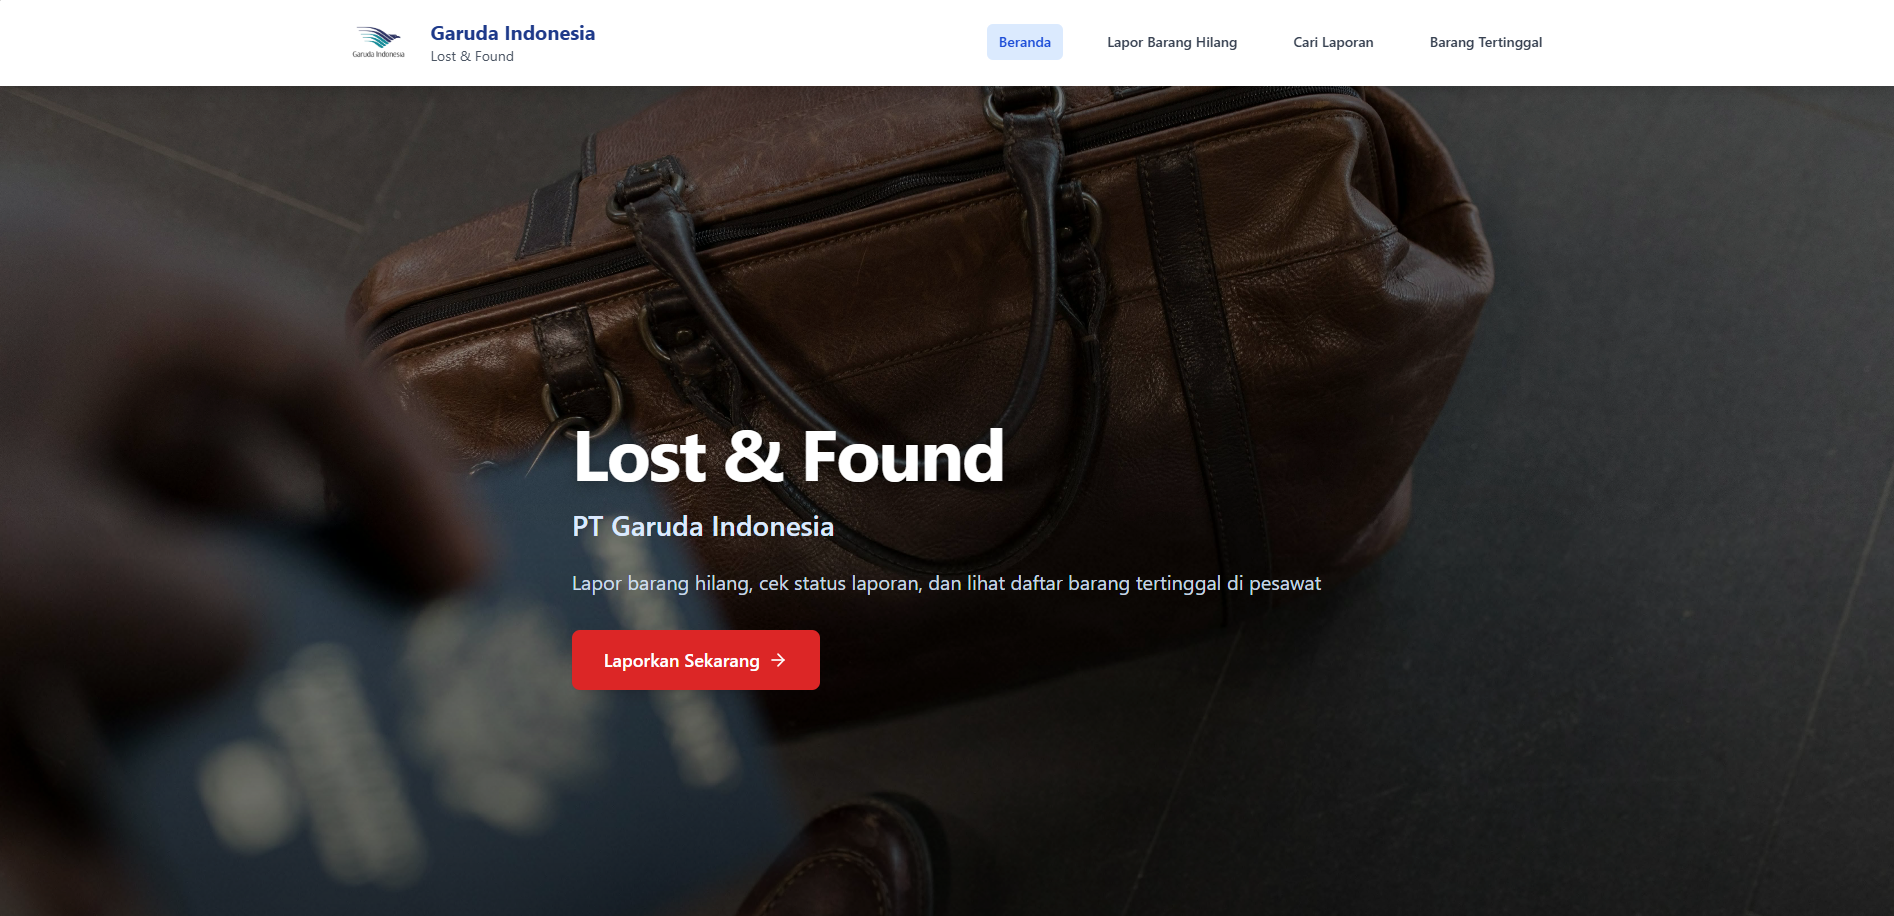 Garuda Indonesia
Garuda Indonesia
Lost & Found
Beranda
Lapor Barang Hilang
Cari Laporan
Barang Tertinggal
Lost & Found
PT Garuda Indonesia
Lapor barang hilang, cek status laporan, dan lihat daftar barang tertinggal di pesawat
Laporkan Sekarang →